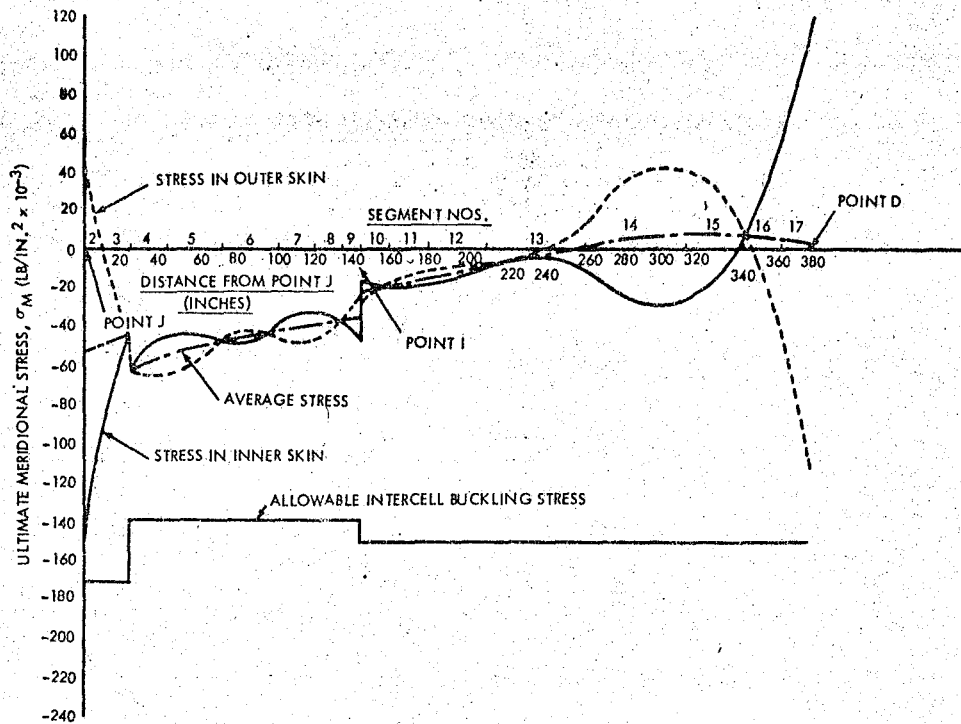 120
100
80
60
40
20
0
-20
-40
-60
-80
-100
-120
-140
-160
-180
-200
-220
-240
ULTIMATE MERIDIONAL STRESS, σM (LB/IN.² x 10⁻³)
STRESS IN OUTER SKIN
SEGMENT NOS.
POINT D
2 3 4 5 6 7 8 9 10 11 12 13 14 15 16 17
20 40 60 80 100 120 140 160 180 200 220 240 260 280 300 320 340 360 380
DISTANCE FROM POINT J
(INCHES)
POINT J
POINT I
AVERAGE STRESS
STRESS IN INNER SKIN
ALLOWABLE INTERCELL BUCKLING STRESS